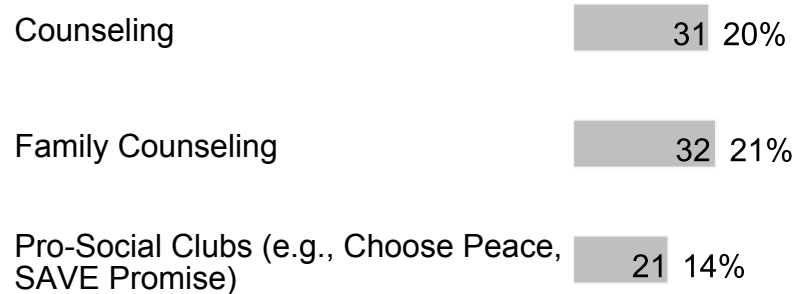 Counseling 31 20%
Family Counseling 32 21%
Pro-Social Clubs (e.g., Choose Peace,
SAVE Promise) 21 14%